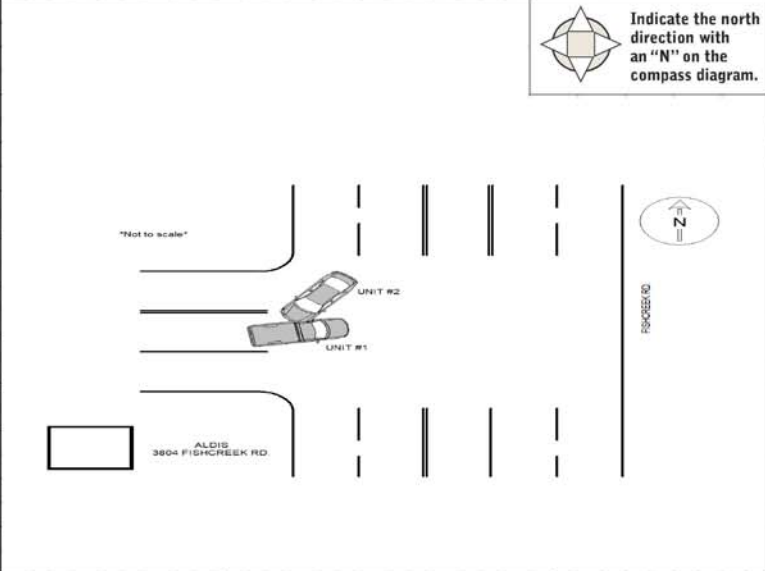 Indicate the north
direction with
an “N” on the
compass diagram.
"Not to scale"
N
UNIT #2
FISHCREEK RD
UNIT #1
ALDIS
3804 FISHCREEK RD